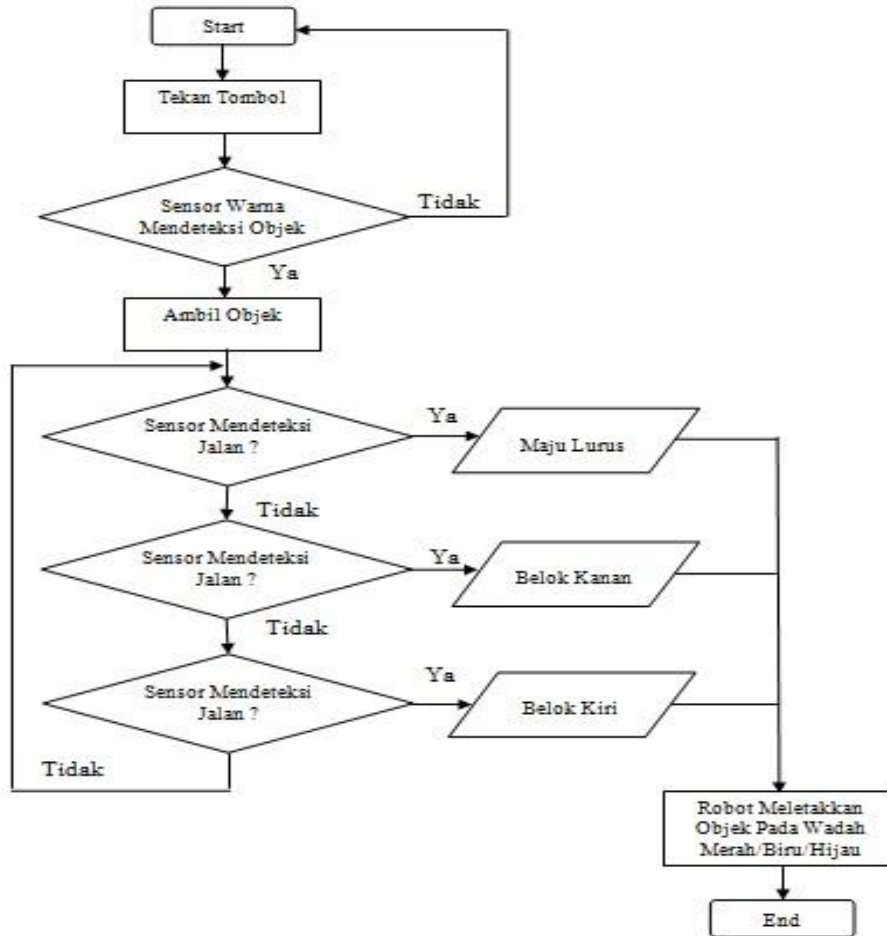 Start
Tekan Tombol
Sensor Warna
Mendeteksi Objek
Tidak
Ya
Ambil Objek
Sensor Mendeteksi
Jalan ?
Ya
Maju Lurus
Tidak
Sensor Mendeteksi
Jalan ?
Ya
Belok Kanan
Tidak
Sensor Mendeteksi
Jalan ?
Ya
Belok Kiri
Tidak
Robot Meletakkan
Objek Pada Wadah
Merah/Biru/Hijau
End